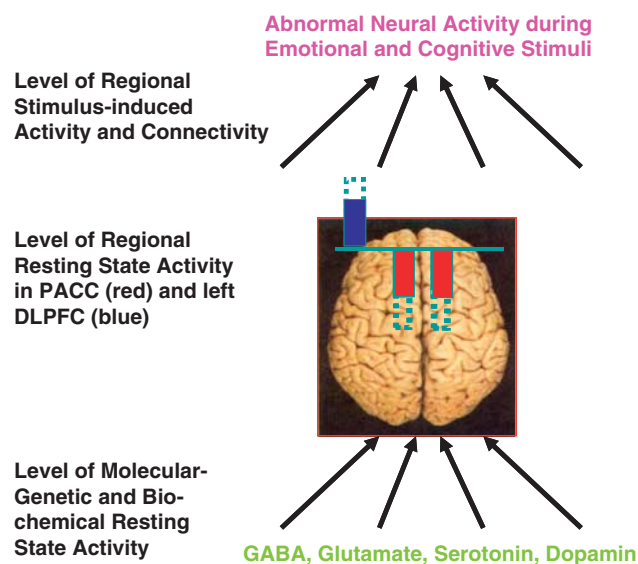 Abnormal Neural Activity during
Emotional and Cognitive Stimuli
Level of Regional
Stimulus-induced
Activity and Connectivity
Level of Regional
Resting State Activity
in PACC (red) and left
DLPFC (blue)
Level of Molecular-
Genetic and Bio-
chemical Resting
State Activity
GABA, Glutamate, Serotonin, Dopamin